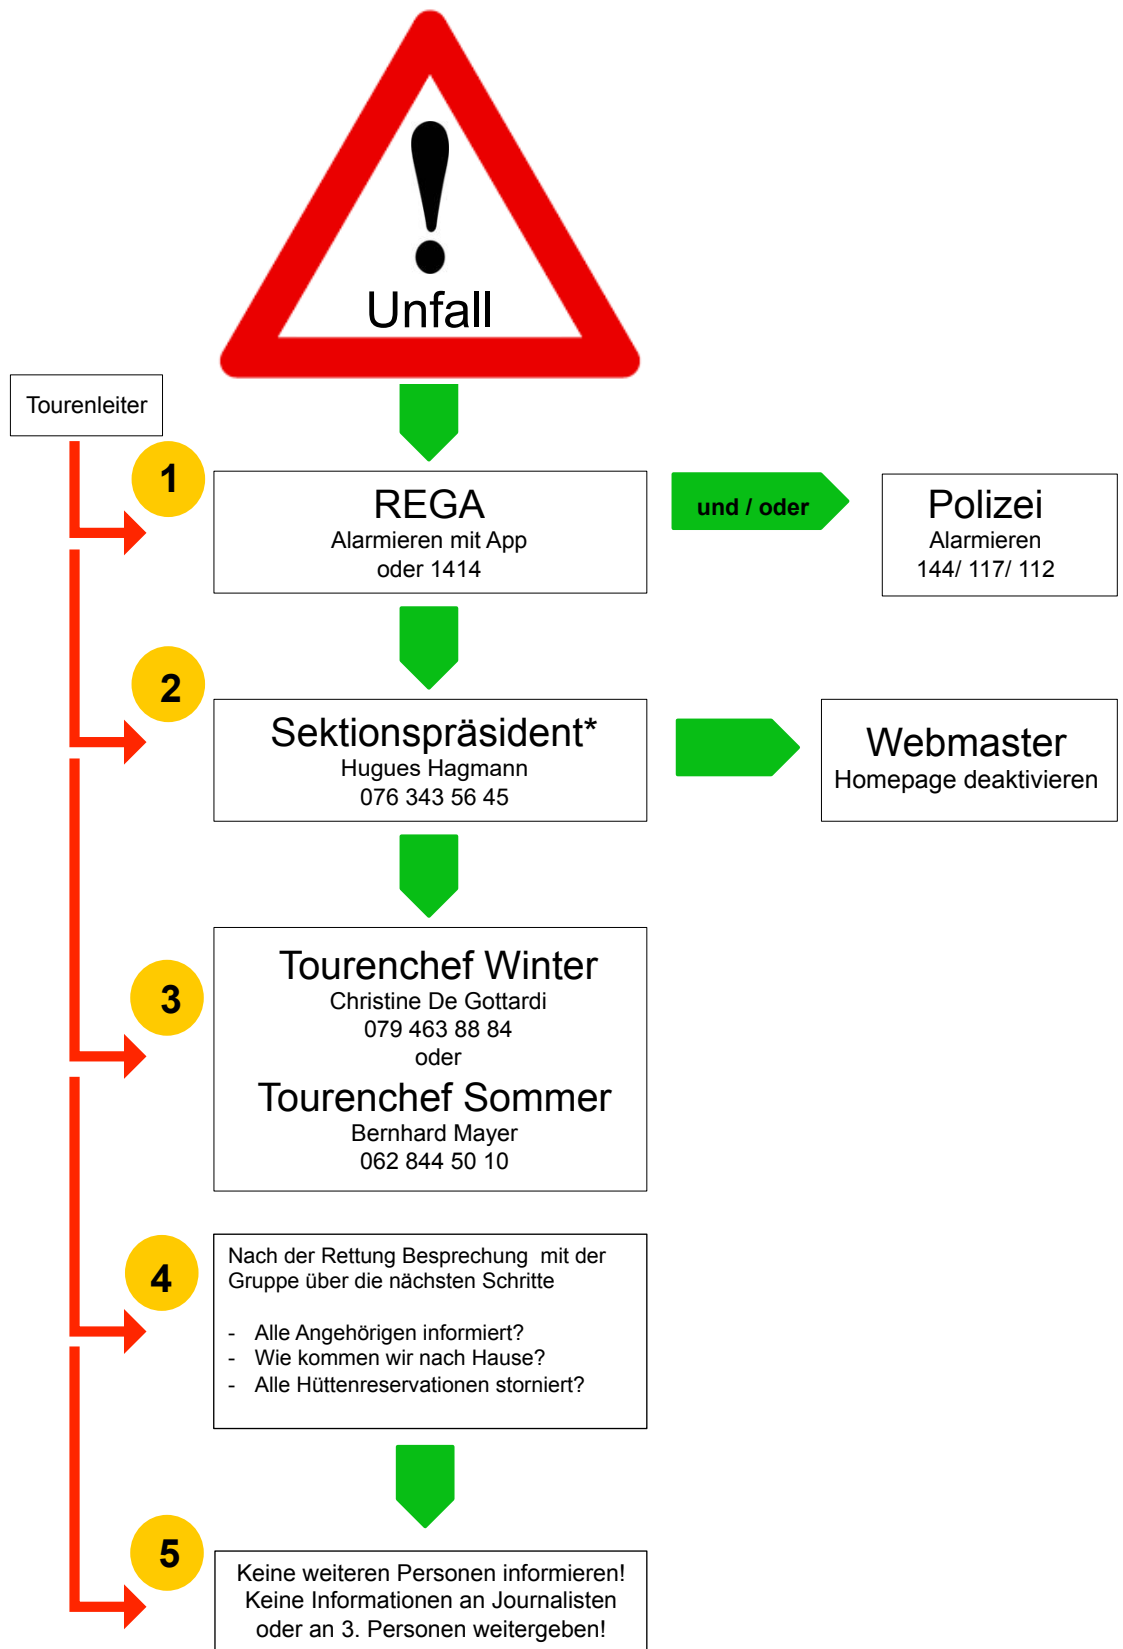 Unfall
Tourenleiter
1
REGA
Alarmieren mit App
oder 1414
und / oder
Polizei
Alarmieren
144/ 117/ 112
2
Sektionspräsident*
Hugues Hagmann
076 343 56 45
Webmaster
Homepage deaktivieren
3
Tourenchef Winter
Christine De Gottardi
079 463 88 84
oder
Tourenchef Sommer
Bernhard Mayer
062 844 50 10
4
Nach der Rettung Besprechung  mit der
Gruppe über die nächsten Schritte
- Alle Angehörigen informiert?
- Wie kommen wir nach Hause?
- Alle Hüttenreservationen storniert?
5
Keine weiteren Personen informieren!
Keine Informationen an Journalisten
oder an 3. Personen weitergeben!